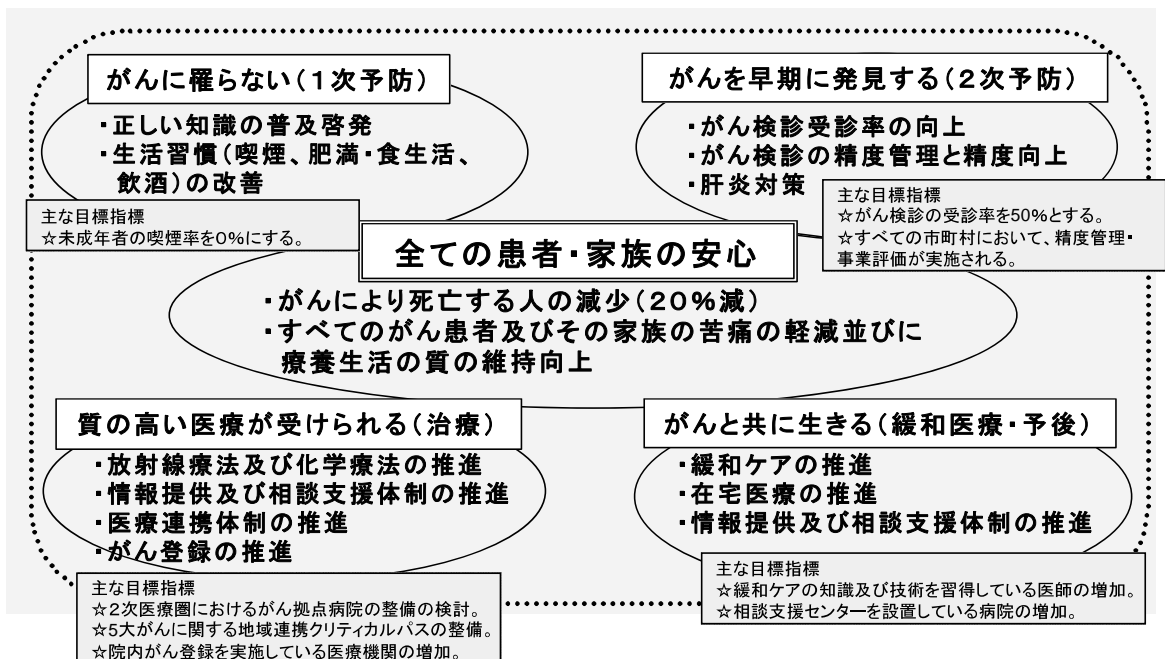 がんに罹らない（１次予防）
・正しい知識の普及啓発
・生活習慣（喫煙、肥満・食生活、
飲酒）の改善
主な目標指標
☆未成年者の喫煙率を０％にする。
がんを早期に発見する（２次予防）
・がん検診受診率の向上
・がん検診の精度管理と精度向上
・肝炎対策
主な目標指標
☆がん検診の受診率を50％とする。
☆すべての市町村において、精度管理・
事業評価が実施される。
全ての患者・家族の安心
・がんにより死亡する人の減少（２０％減）
・すべてのがん患者及びその家族の苦痛の軽減並びに
療養生活の質の維持向上
質の高い医療が受けられる（治療）
・放射線療法及び化学療法の推進
・情報提供及び相談支援体制の推進
・医療連携体制の推進
・がん登録の推進
主な目標指標
☆２次医療圏におけるがん拠点病院の整備の検討。
☆５大がんに関する地域連携クリティカルパスの整備。
☆院内がん登録を実施している医療機関の増加。
がんと共に生きる（緩和医療・予後）
・緩和ケアの推進
・在宅医療の推進
・情報提供及び相談支援体制の推進
主な目標指標
☆緩和ケアの知識及び技術を習得している医師の増加。
☆相談支援センターを設置している病院の増加。